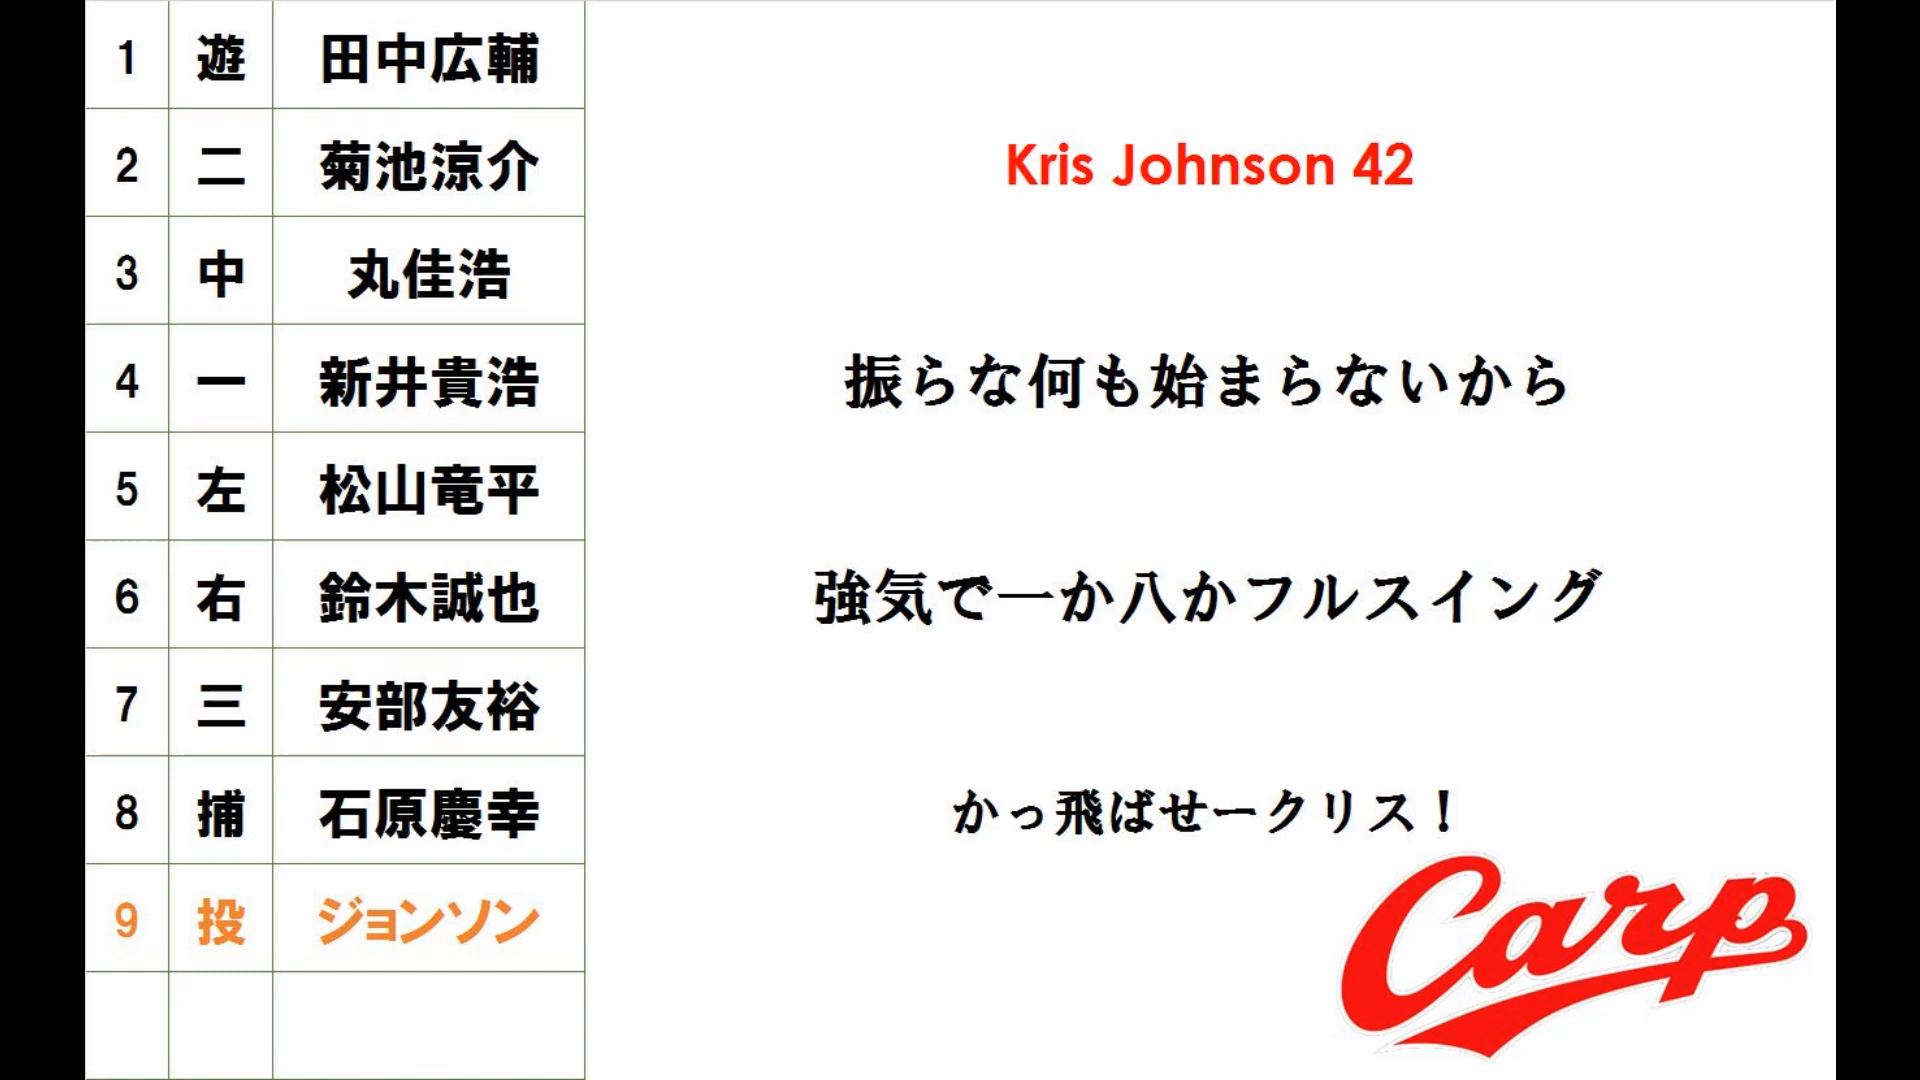 1 遊 田中広輔
2 二 菊池涼介
3 中 丸佳浩
4 一 新井貴浩
5 左 松山竜平
6 右 鈴木誠也
7 三 安部友裕
8 捕 石原慶幸
9 投 ジョンソン
Kris Johnson 42
振らな何も始まらないから
強気で一か八かフルスイング
かっ飛ばせークリス！
Carp